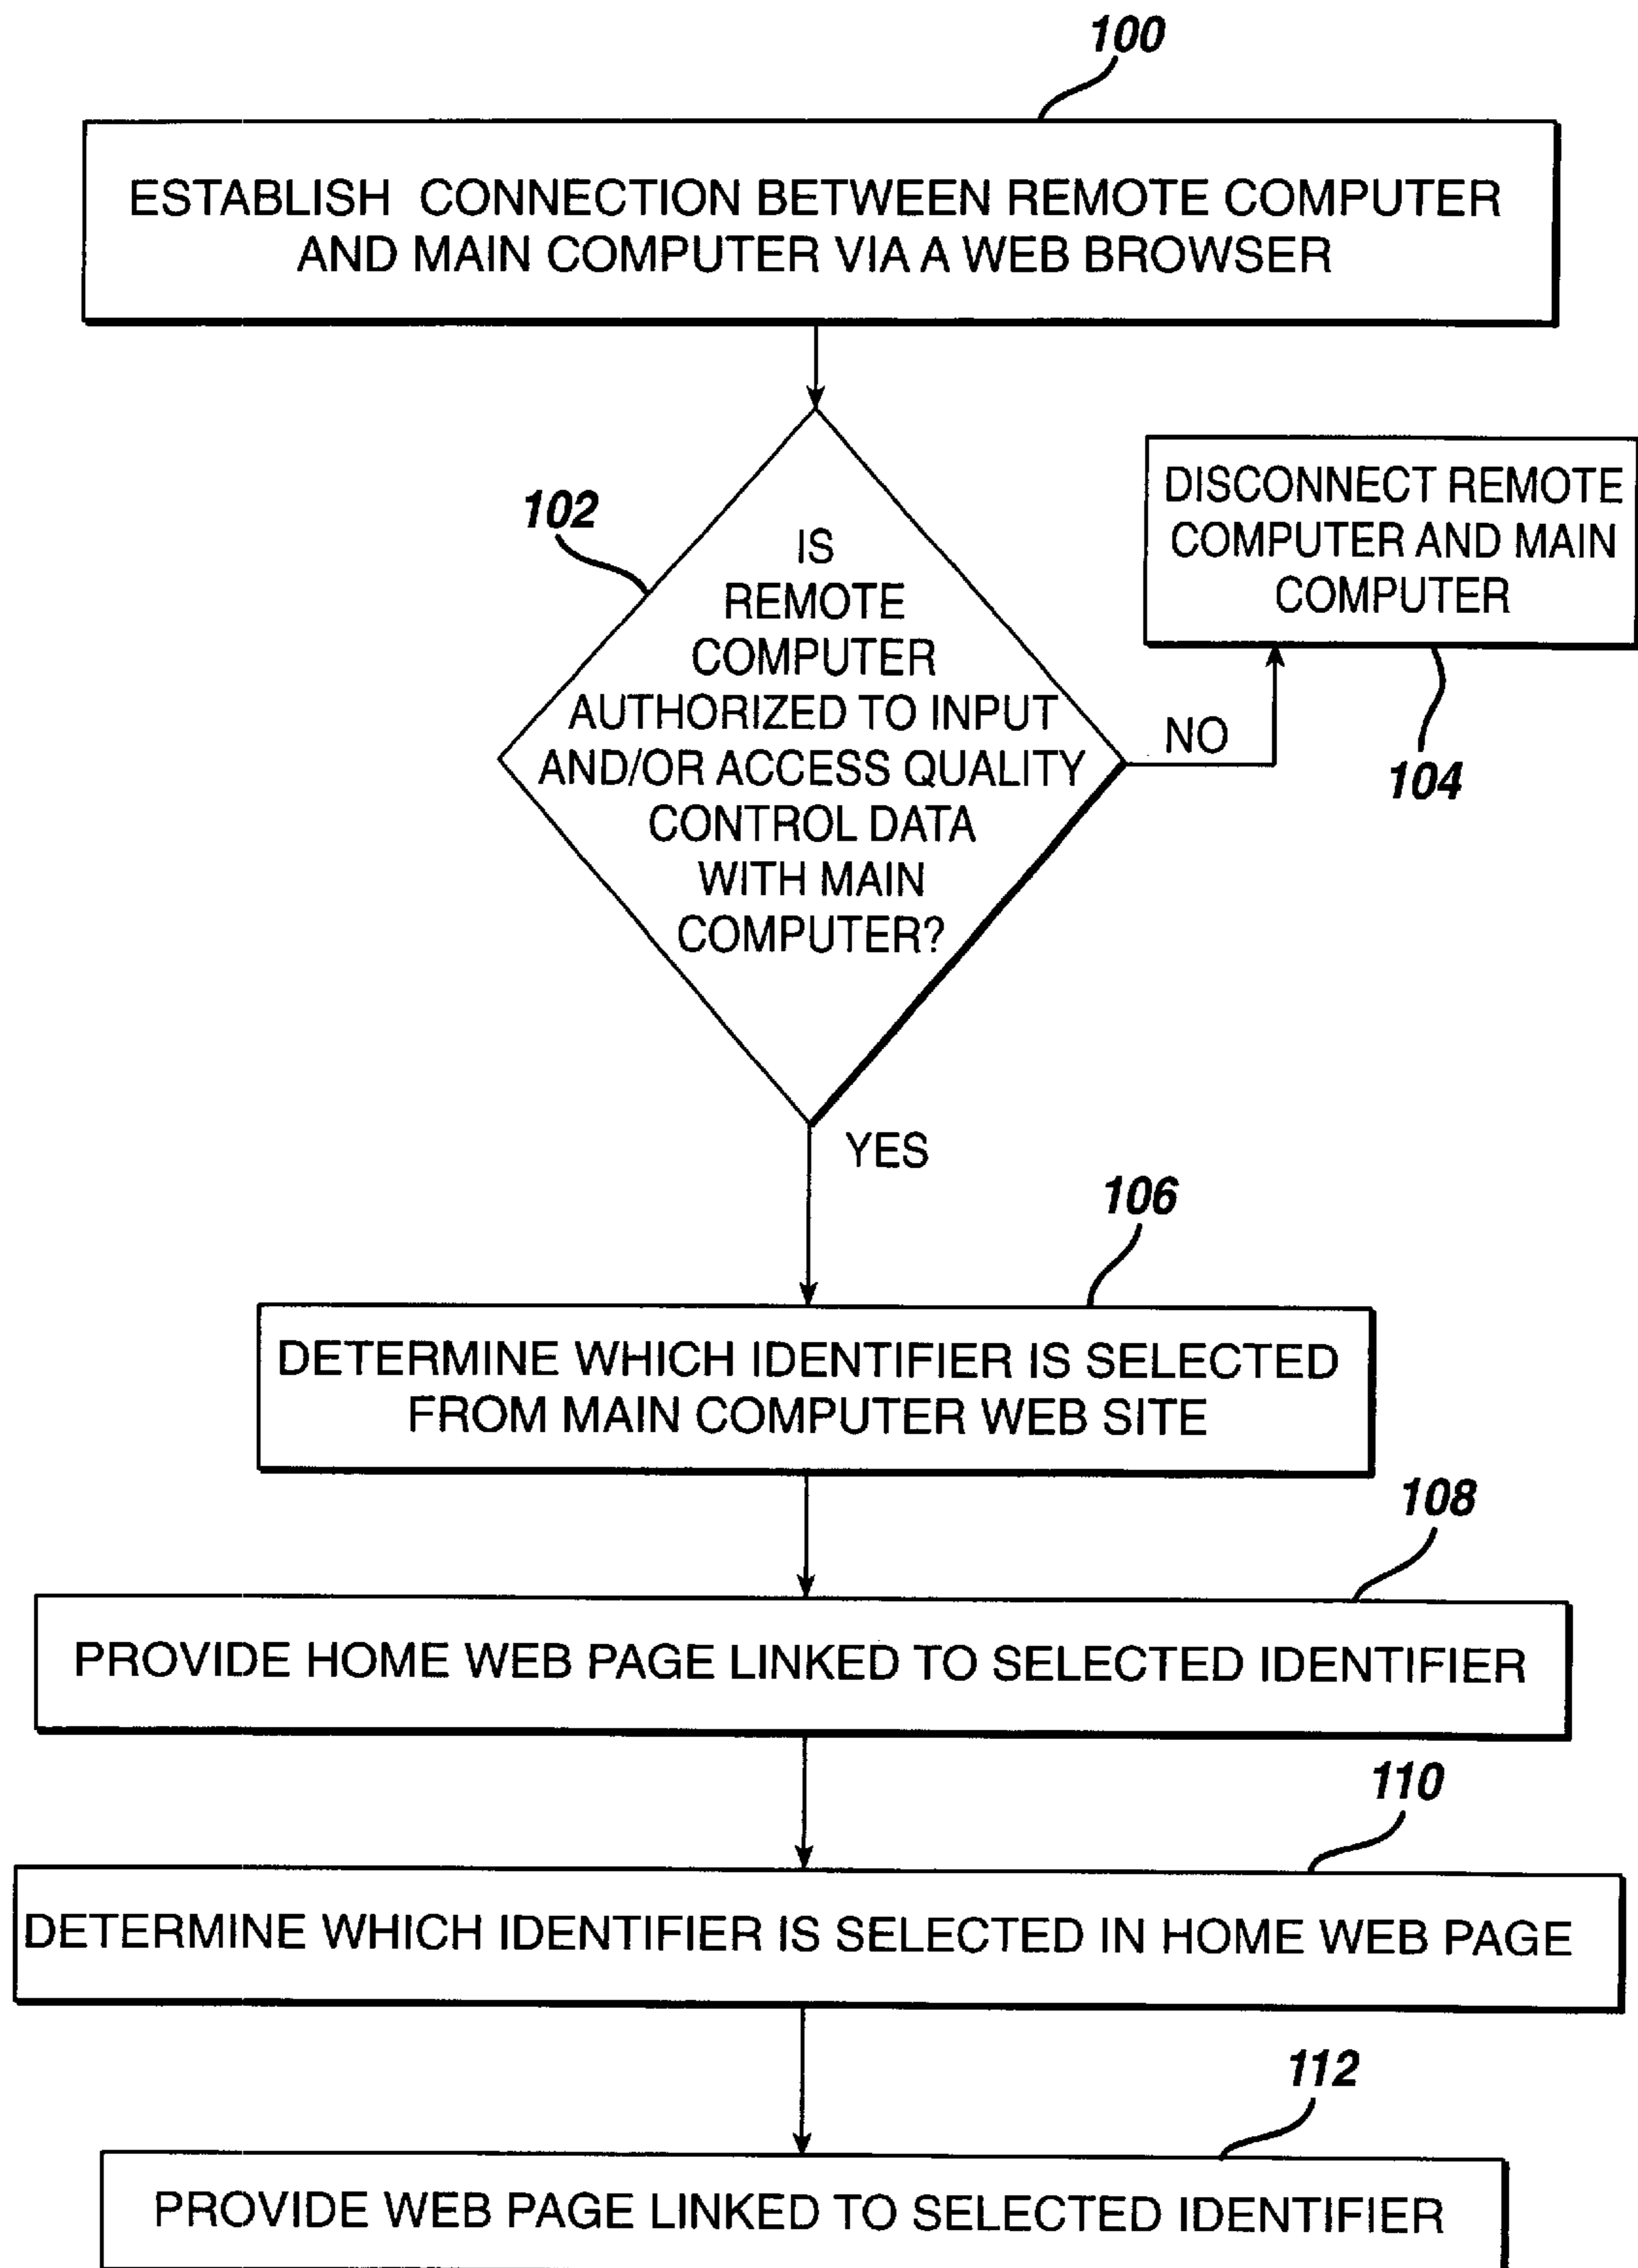 100
ESTABLISH CONNECTION BETWEEN REMOTE COMPUTER
AND MAIN COMPUTER VIA A WEB BROWSER
102
IS
REMOTE
COMPUTER
AUTHORIZED TO INPUT
AND/OR ACCESS QUALITY
CONTROL DATA
WITH MAIN
COMPUTER?
NO
DISCONNECT REMOTE
COMPUTER AND MAIN
COMPUTER
104
YES
106
DETERMINE WHICH IDENTIFIER IS SELECTED
FROM MAIN COMPUTER WEB SITE
108
PROVIDE HOME WEB PAGE LINKED TO SELECTED IDENTIFIER
110
DETERMINE WHICH IDENTIFIER IS SELECTED IN HOME WEB PAGE
112
PROVIDE WEB PAGE LINKED TO SELECTED IDENTIFIER